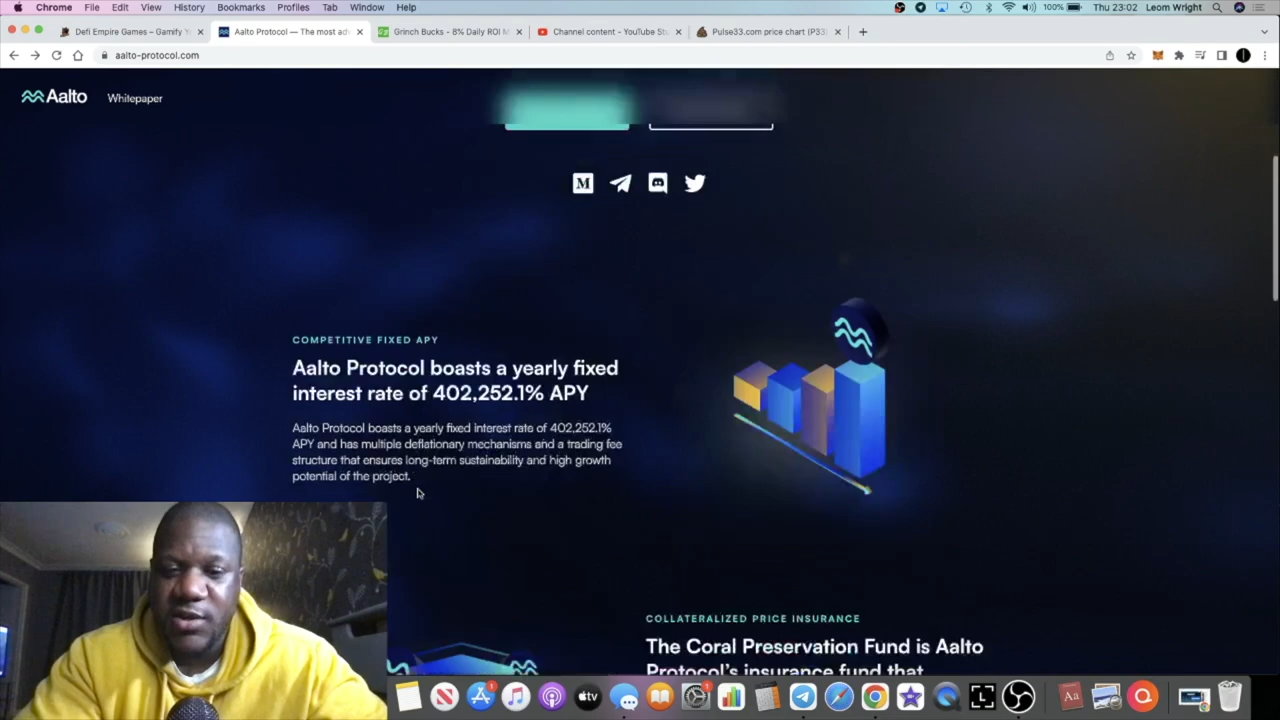 Chrome File Edit View History Bookmarks Profiles Tab Window Help 100% Thu 23:02 Leom Wright
Defi Empire Games – Gamify Y
Aalto Protocol — The most ad
Grinch Bucks - 8% Daily ROI M
Channel content - YouTube St
Pulse33.com price chart (P33
aalto-protocol.com
Aalto Whitepaper
COMPETITIVE FIXED APY
Aalto Protocol boasts a yearly fixed
interest rate of 402,252.1% APY
Aalto Protocol boasts a yearly fixed interest rate of 402,252.1%
APY and has multiple deflationary mechanisms and a trading fee
structure that ensures long-term sustainability and high growth
potential of the project.
COLLATERALIZED PRICE INSURANCE
The Coral Preservation Fund is Aalto
Protocol's insurance fund that